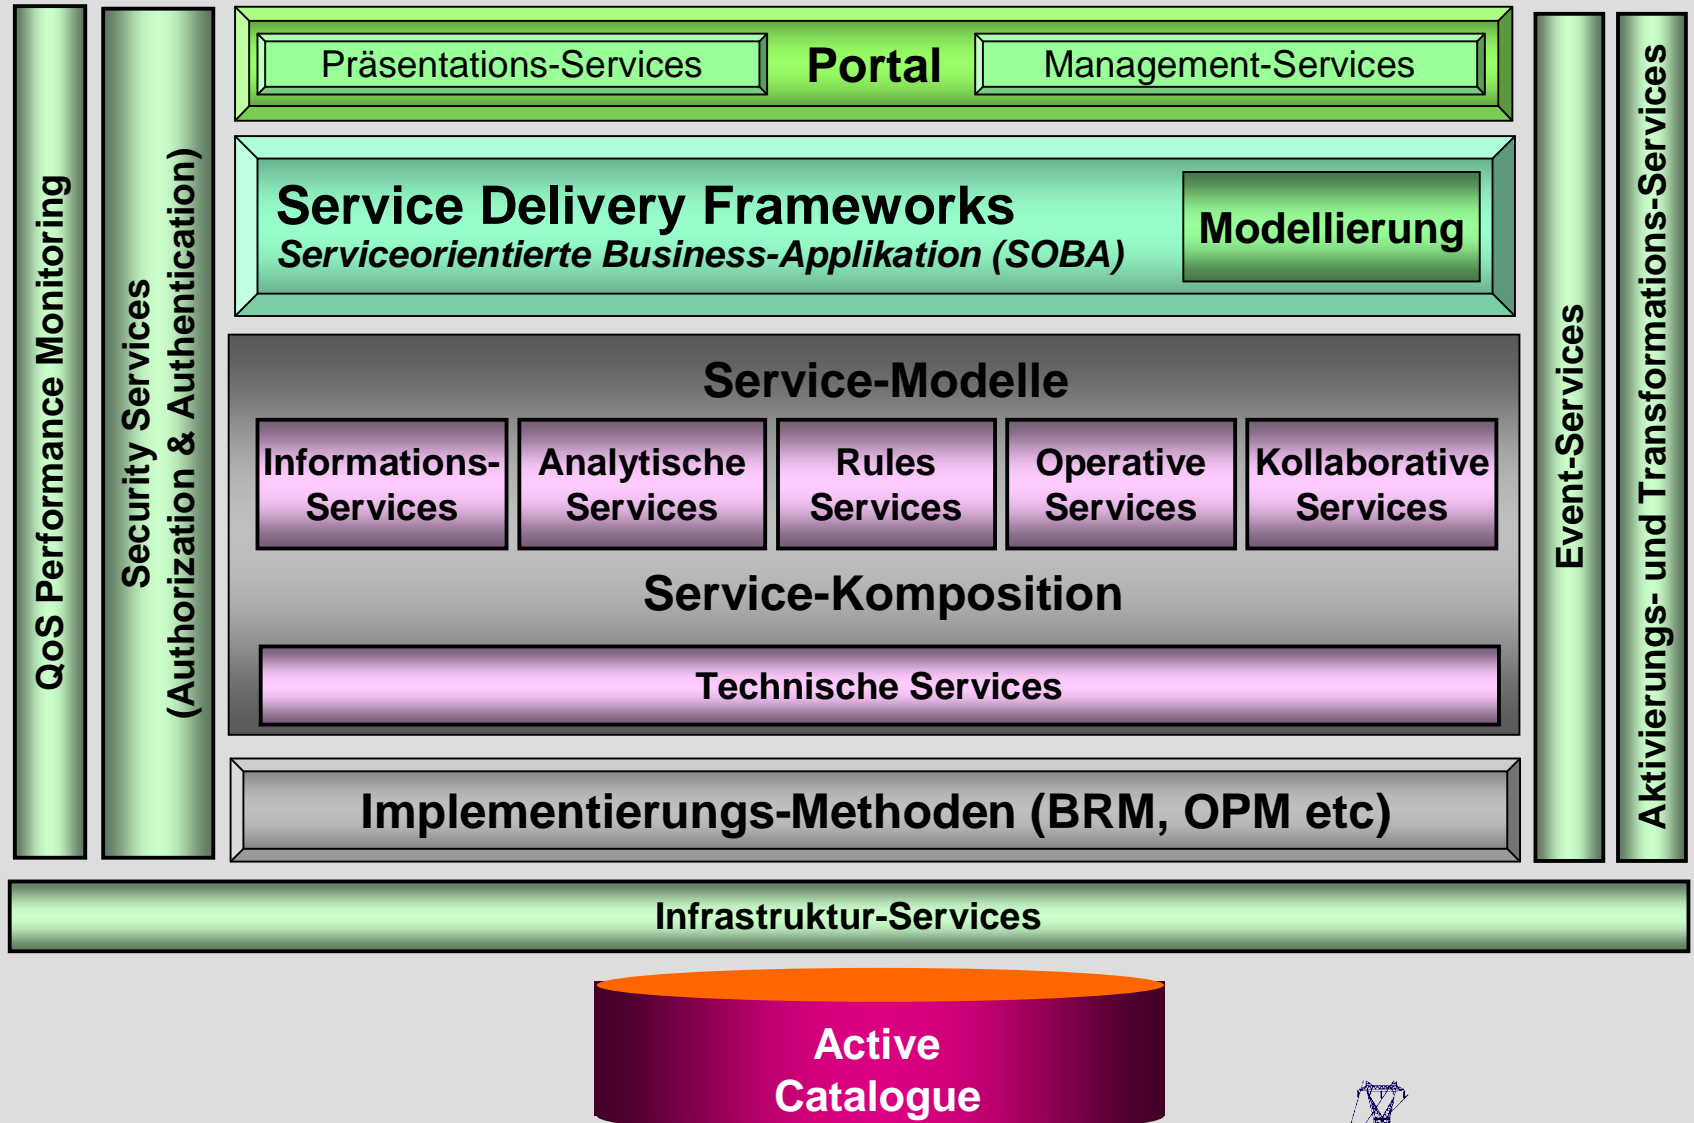 QoS Performance Monitoring
Security Services
(Authorization & Authentication)
Präsentations-Services
Portal
Management-Services
Service Delivery Frameworks
Serviceorientierte Business-Applikation (SOBA)
Modellierung
Service-Modelle
Informations-
Services
Analytische
Services
Rules
Services
Operative
Services
Kollaborative
Services
Service-Komposition
Technische Services
Implementierungs-Methoden (BRM, OPM etc)
Event-Services
Aktivierungs- und Transformations-Services
Infrastruktur-Services
Active
Catalogue